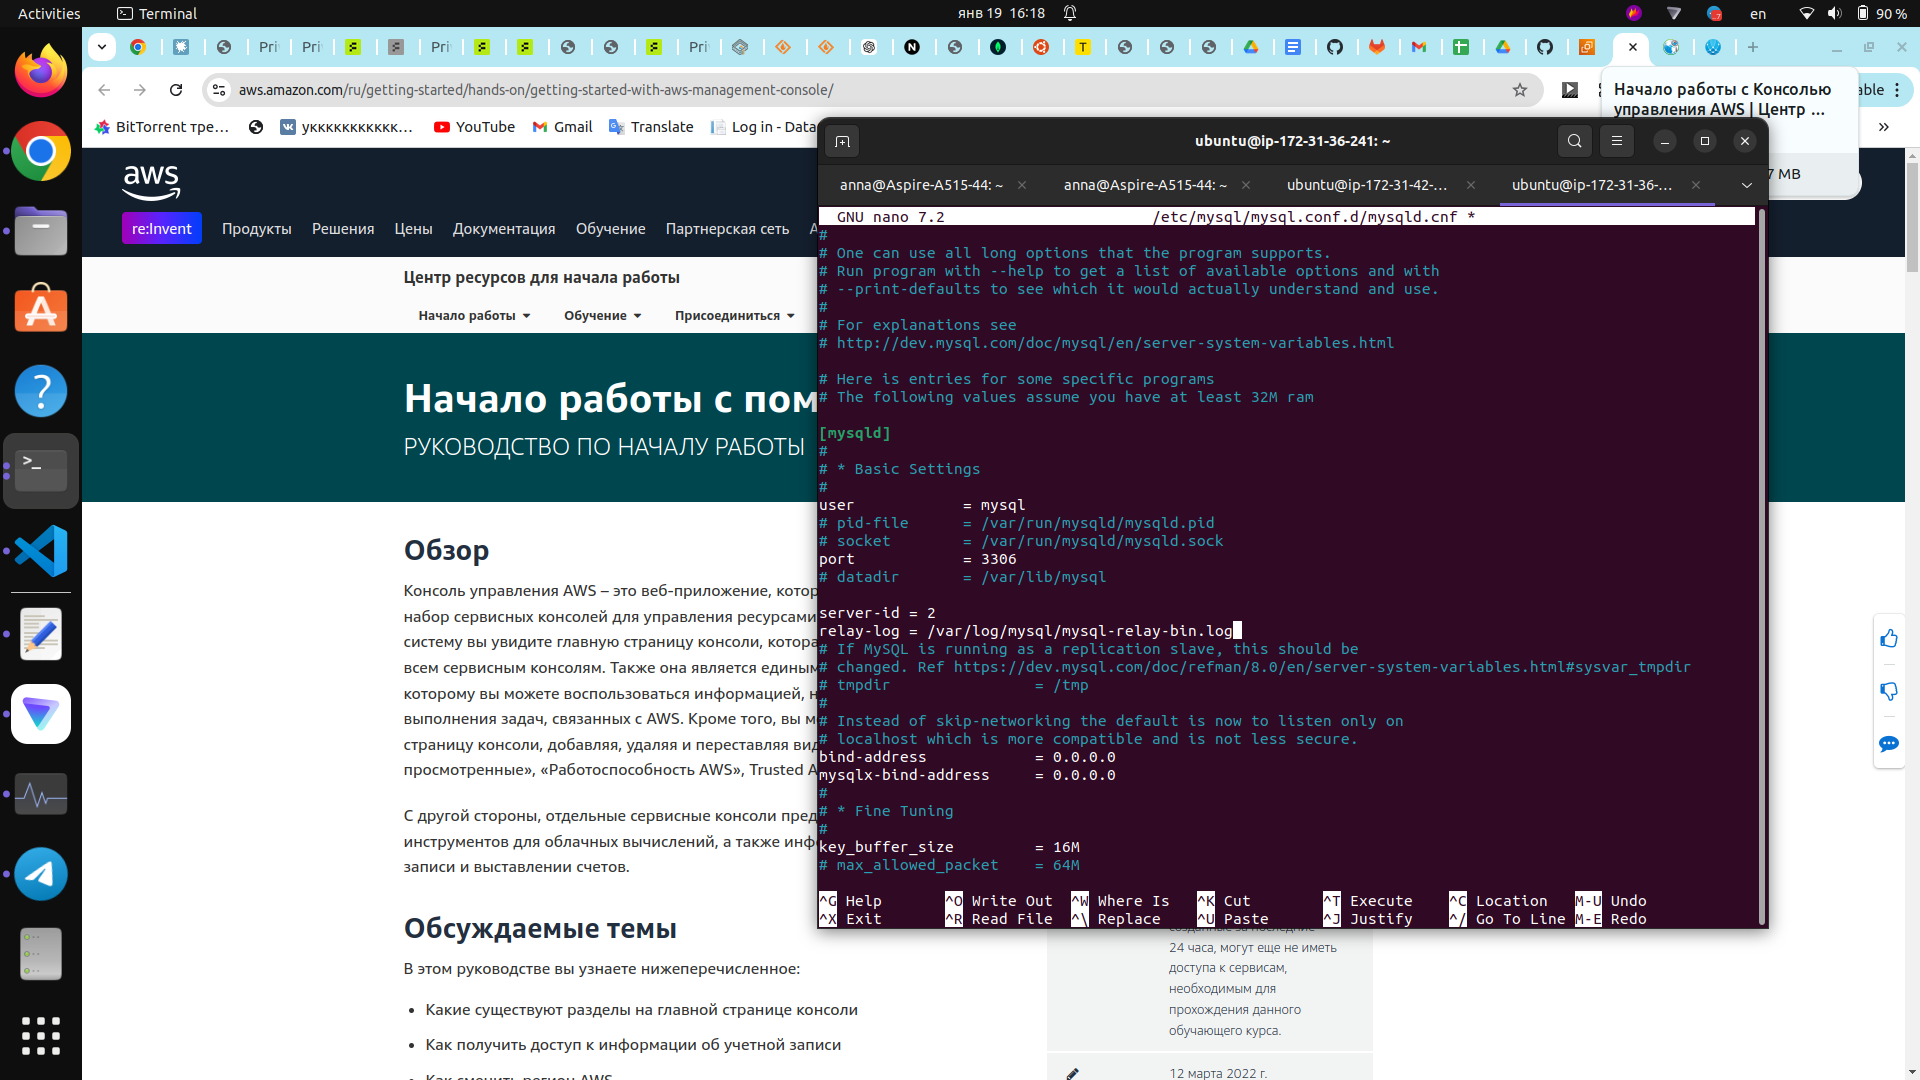 Activities
Terminal
янв 19 16:18
en
90 %
Pri
Pri
Pri
Pri
aws.amazon.com/ru/getting-started/hands-on/getting-started-with-aws-management-console/
Начало работы с Консолью
управления AWS | Центр ...
able
7 MB
BitTorrent тре...
укккккккккккк...
YouTube
Gmail
Translate
Log in - Data
aws
re:Invent
Продукты
Решения
Цены
Документация
Обучение
Партнерская сеть
Центр ресурсов для начала работы
Начало работы
Обучение
Присоединиться
Начало работы с пом
РУКОВОДСТВО ПО НАЧАЛУ РАБОТЫ
Обзор
Консоль управления AWS – это веб-приложение, котор
набор сервисных консолей для управления ресурсами
систему вы увидите главную страницу консоли, котора
всем сервисным консолям. Также она является единым
которому вы можете воспользоваться информацией, н
выполнения задач, связанных с AWS. Кроме того, вы м
страницу консоли, добавляя, удаляя и переставляя вид
просмотренные», «Работоспособность AWS», Trusted A
С другой стороны, отдельные сервисные консоли пред
инструментов для облачных вычислений, а также инфо
записи и выставлении счетов.
Обсуждаемые темы
В этом руководстве вы узнаете нижеперечисленное:
• Какие существуют разделы на главной странице консоли
• Как получить доступ к информации об учетной записи
• Как сменить регион AWS
ubuntu@ip-172-31-36-241: ~
anna@Aspire-A515-44: ~
anna@Aspire-A515-44: ~
ubuntu@ip-172-31-42-...
ubuntu@ip-172-31-36-...
GNU nano 7.2 /etc/mysql/mysql.conf.d/mysqld.cnf *
#
# One can use all long options that the program supports.
# Run program with --help to get a list of available options and with
# --print-defaults to see which it would actually understand and use.
#
# For explanations see
# http://dev.mysql.com/doc/mysql/en/server-system-variables.html
# Here is entries for some specific programs
# The following values assume you have at least 32M ram
[mysqld]
#
# * Basic Settings
#
user = mysql
# pid-file = /var/run/mysqld/mysqld.pid
# socket = /var/run/mysqld/mysqld.sock
port = 3306
# datadir = /var/lib/mysql
server-id = 2
relay-log = /var/log/mysql/mysql-relay-bin.log
# If MySQL is running as a replication slave, this should be
# changed. Ref https://dev.mysql.com/doc/refman/8.0/en/server-system-variables.html#sysvar_tmpdir
# tmpdir = /tmp
#
# Instead of skip-networking the default is now to listen only on
# localhost which is more compatible and is not less secure.
bind-address = 0.0.0.0
mysqlx-bind-address = 0.0.0.0
#
# * Fine Tuning
#
key_buffer_size = 16M
# max_allowed_packet = 64M
^G Help ^O Write Out ^W Where Is ^K Cut ^T Execute ^C Location M-U Undo
^X Exit ^R Read File ^\ Replace ^U Paste ^J Justify ^/ Go To Line M-E Redo
созданные за последние
24 часа, могут еще не иметь
доступа к сервисам,
необходимым для
прохождения данного
обучающего курса.
12 марта 2022 г.